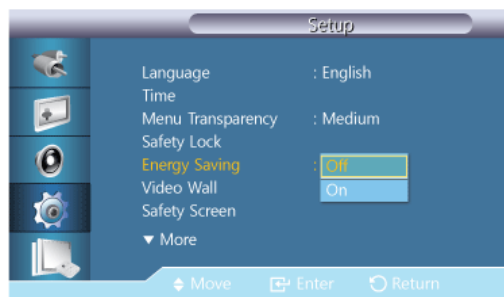 Setup
Language : English
Time
Menu Transparency : Medium
Safety Lock
Energy Saving : Off
On
Video Wall
Safety Screen
▼ More
Move Enter Return